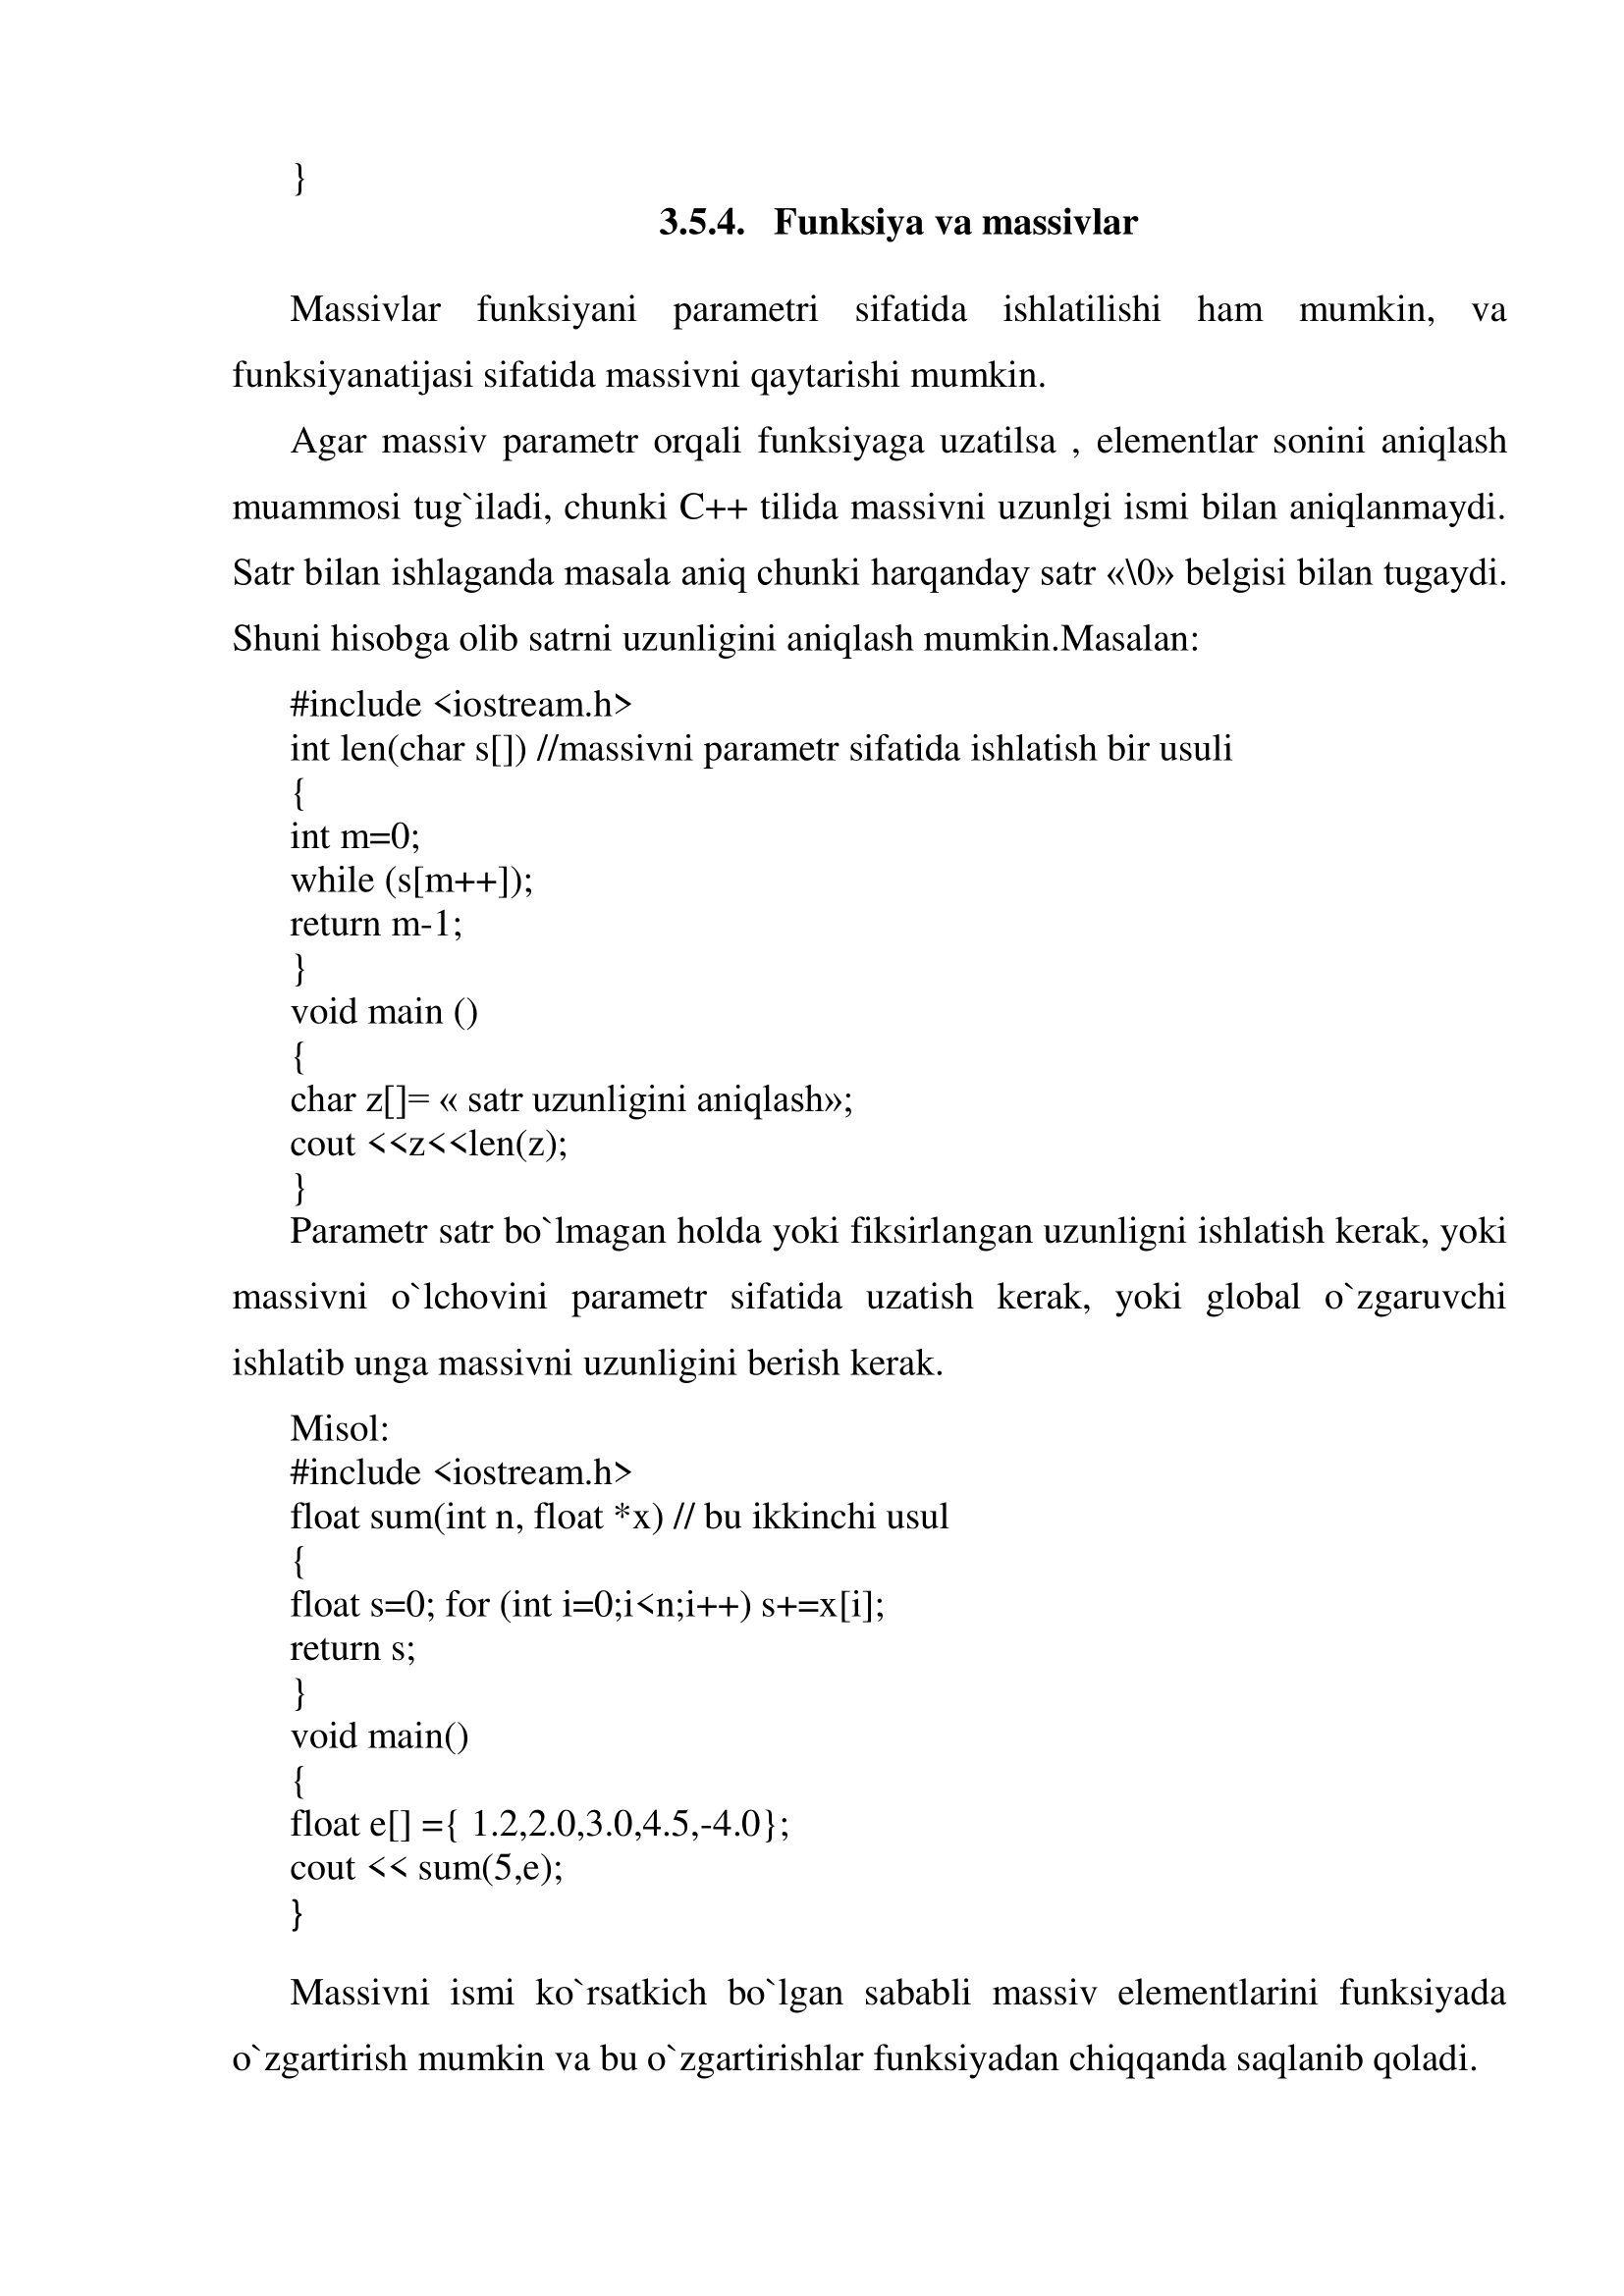 }
3.5.4. Funksiya va massivlar
Massivlar funksiyani parametri sifatida ishlatilishi ham mumkin, va
funksiyanatijasi sifatida massivni qaytarishi mumkin.
Agar massiv parametr orqali funksiyaga uzatilsa , elementlar sonini aniqlash
muammosi tug`iladi, chunki C++ tilida massivni uzunlgi ismi bilan aniqlanmaydi.
Satr bilan ishlaganda masala aniq chunki harqanday satr «\0» belgisi bilan tugaydi.
Shuni hisobga olib satrni uzunligini aniqlash mumkin.Masalan:
#include <iostream.h>
int len(char s[]) //massivni parametr sifatida ishlatish bir usuli
{
int m=0;
while (s[m++]);
return m-1;
}
void main ()
{
char z[]= « satr uzunligini aniqlash»;
cout <<z<<len(z);
}
Parametr satr bo`lmagan holda yoki fiksirlangan uzunligni ishlatish kerak, yoki
massivni o`lchovini parametr sifatida uzatish kerak, yoki global o`zgaruvchi
ishlatib unga massivni uzunligini berish kerak.
Misol:
#include <iostream.h>
float sum(int n, float *x) // bu ikkinchi usul
{
float s=0; for (int i=0;i<n;i++) s+=x[i];
return s;
}
void main()
{
float e[] ={ 1.2,2.0,3.0,4.5,-4.0};
cout << sum(5,e);
}
Massivni ismi ko`rsatkich bo`lgan sababli massiv elementlarini funksiyada
o`zgartirish mumkin va bu o`zgartirishlar funksiyadan chiqqanda saqlanib qoladi.